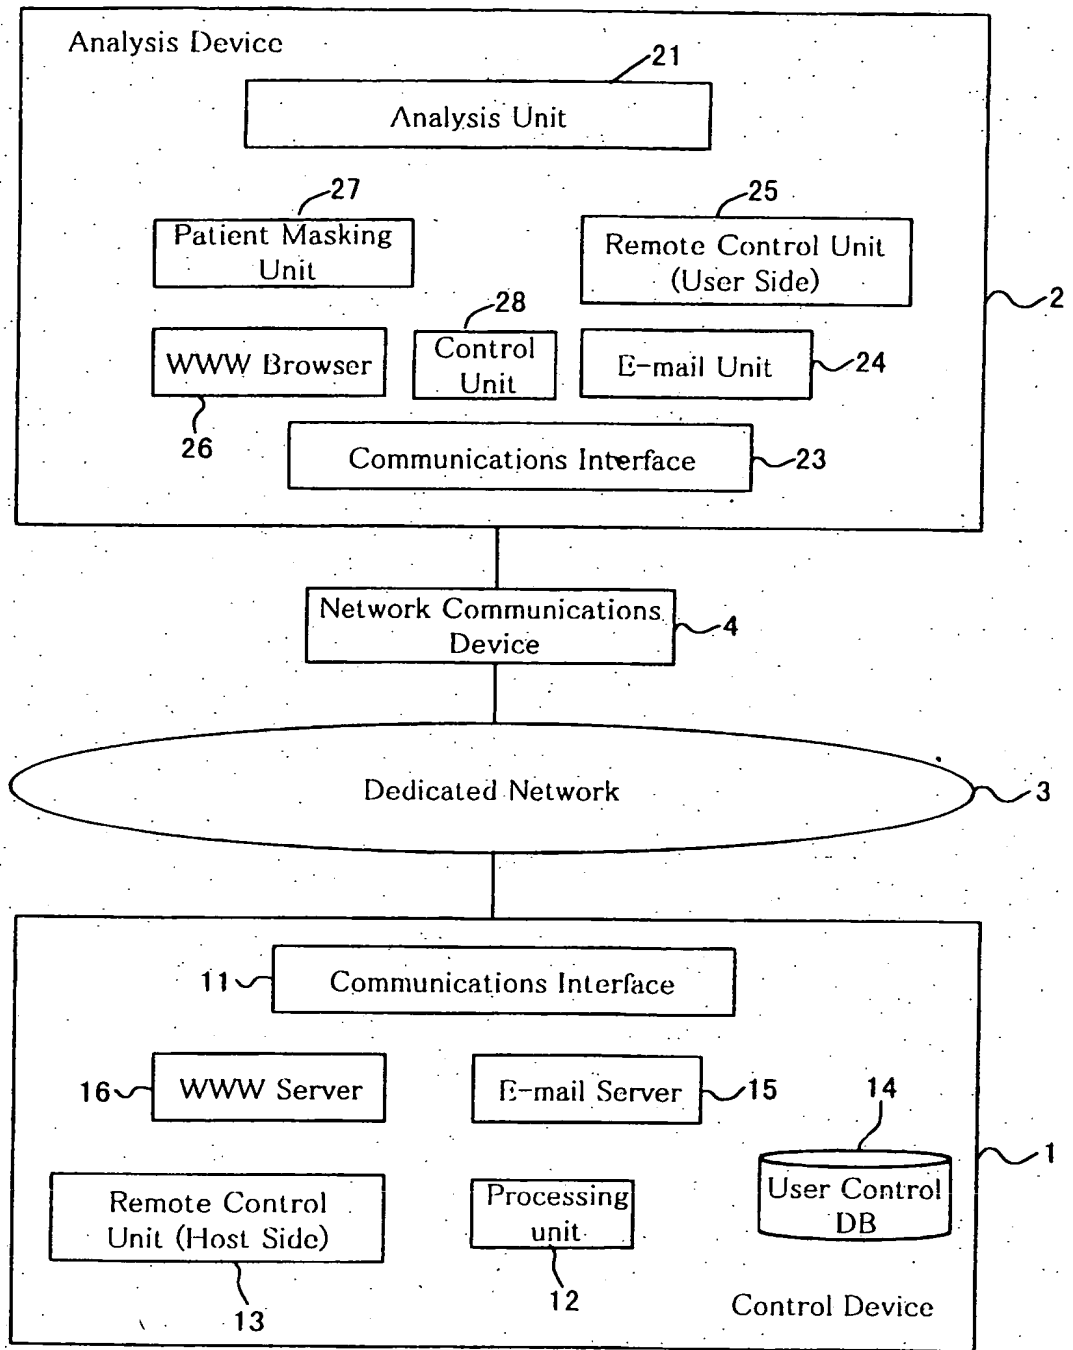 Analysis Device
21
Analysis Unit
27
25
Patient Masking
Unit
Remote Control Unit
(User Side)
2
28
WWW Browser
Control
Unit
E-mail Unit
24
26
Communications Interface
23
Network Communications
Device
4
Dedicated Network
3
11
Communications Interface
16
WWW Server
E-mail Server
15
14
1
Remote Control
Unit (Host Side)
Processing
unit
User Control
DB
13
12
Control Device